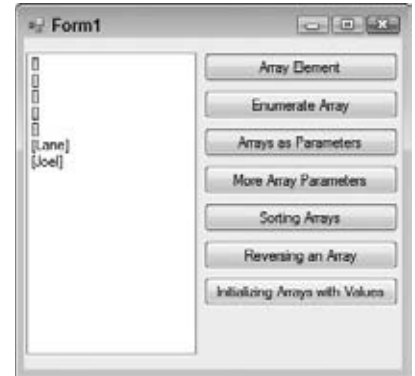 Form1
[]
[]
[]
[]
[]
[Lane]
[Joel]
Array Element
Enumerate Array
Arrays as Parameters
More Array Parameters
Sorting Arrays
Reversing an Array
Initializing Arrays with Values